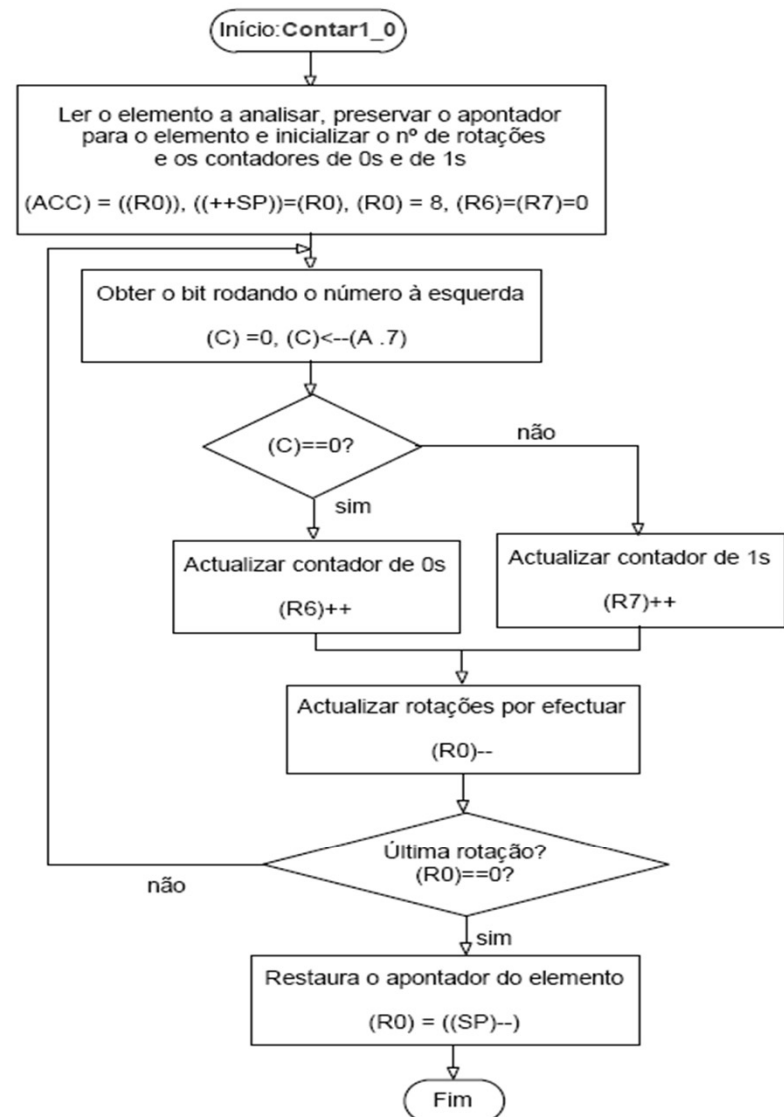 Início:Contar1_0
Ler o elemento a analisar, preservar o apontador
para o elemento e inicializar o nº de rotações
e os contadores de 0s e de 1s
(ACC) = ((R0)), ((++SP))=(R0), (R0) = 8, (R6)=(R7)=0
Obter o bit rodando o número à esquerda
(C) =0, (C)<--(A .7)
(C)==0?
não
sim
Actualizar contador de 0s
(R6)++
Actualizar contador de 1s
(R7)++
Actualizar rotações por efectuar
(R0)--
Última rotação?
(R0)==0?
não
sim
Restaura o apontador do elemento
(R0) = ((SP)--)
Fim